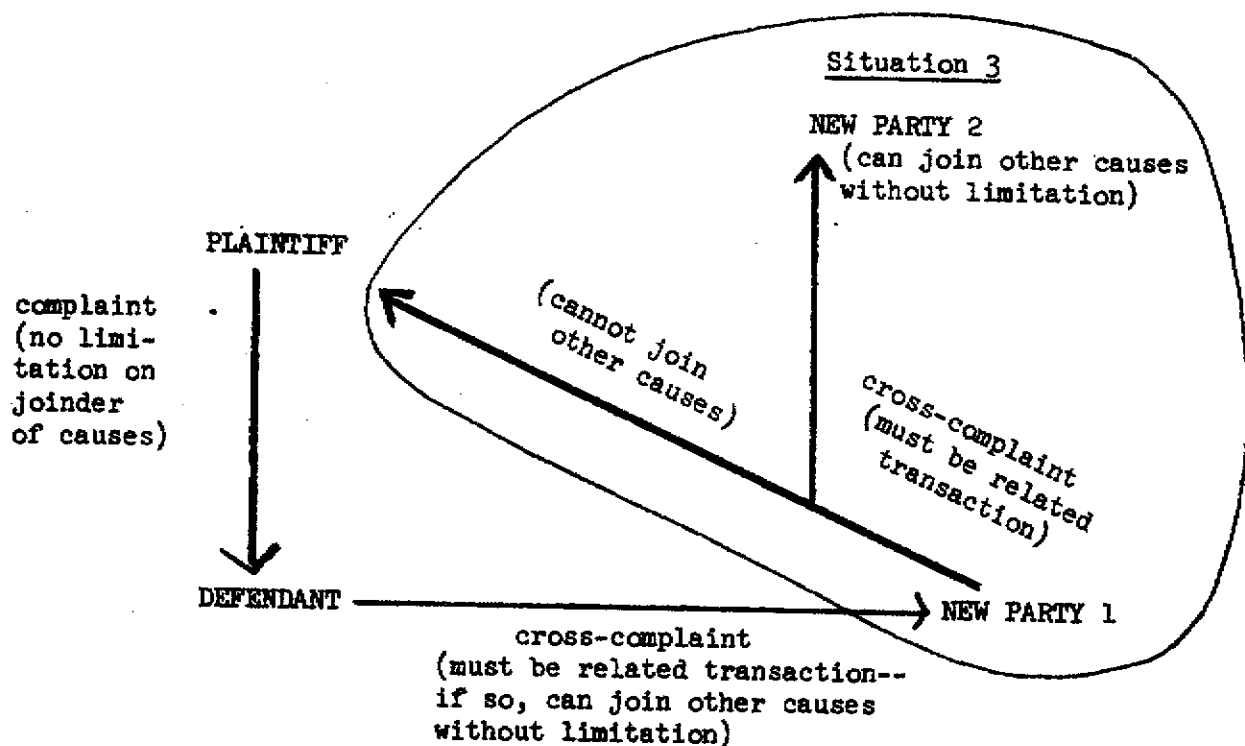 Situation 3
NEW PARTY 2
(can join other causes
without limitation)
PLAINTIFF
complaint
(no limi-
tation on
joinder
of causes)
(cannot join
other causes)
cross-complaint
(must be related
transaction)
DEFENDANT
NEW PARTY 1
cross-complaint
(must be related transaction--
if so, can join other causes
without limitation)